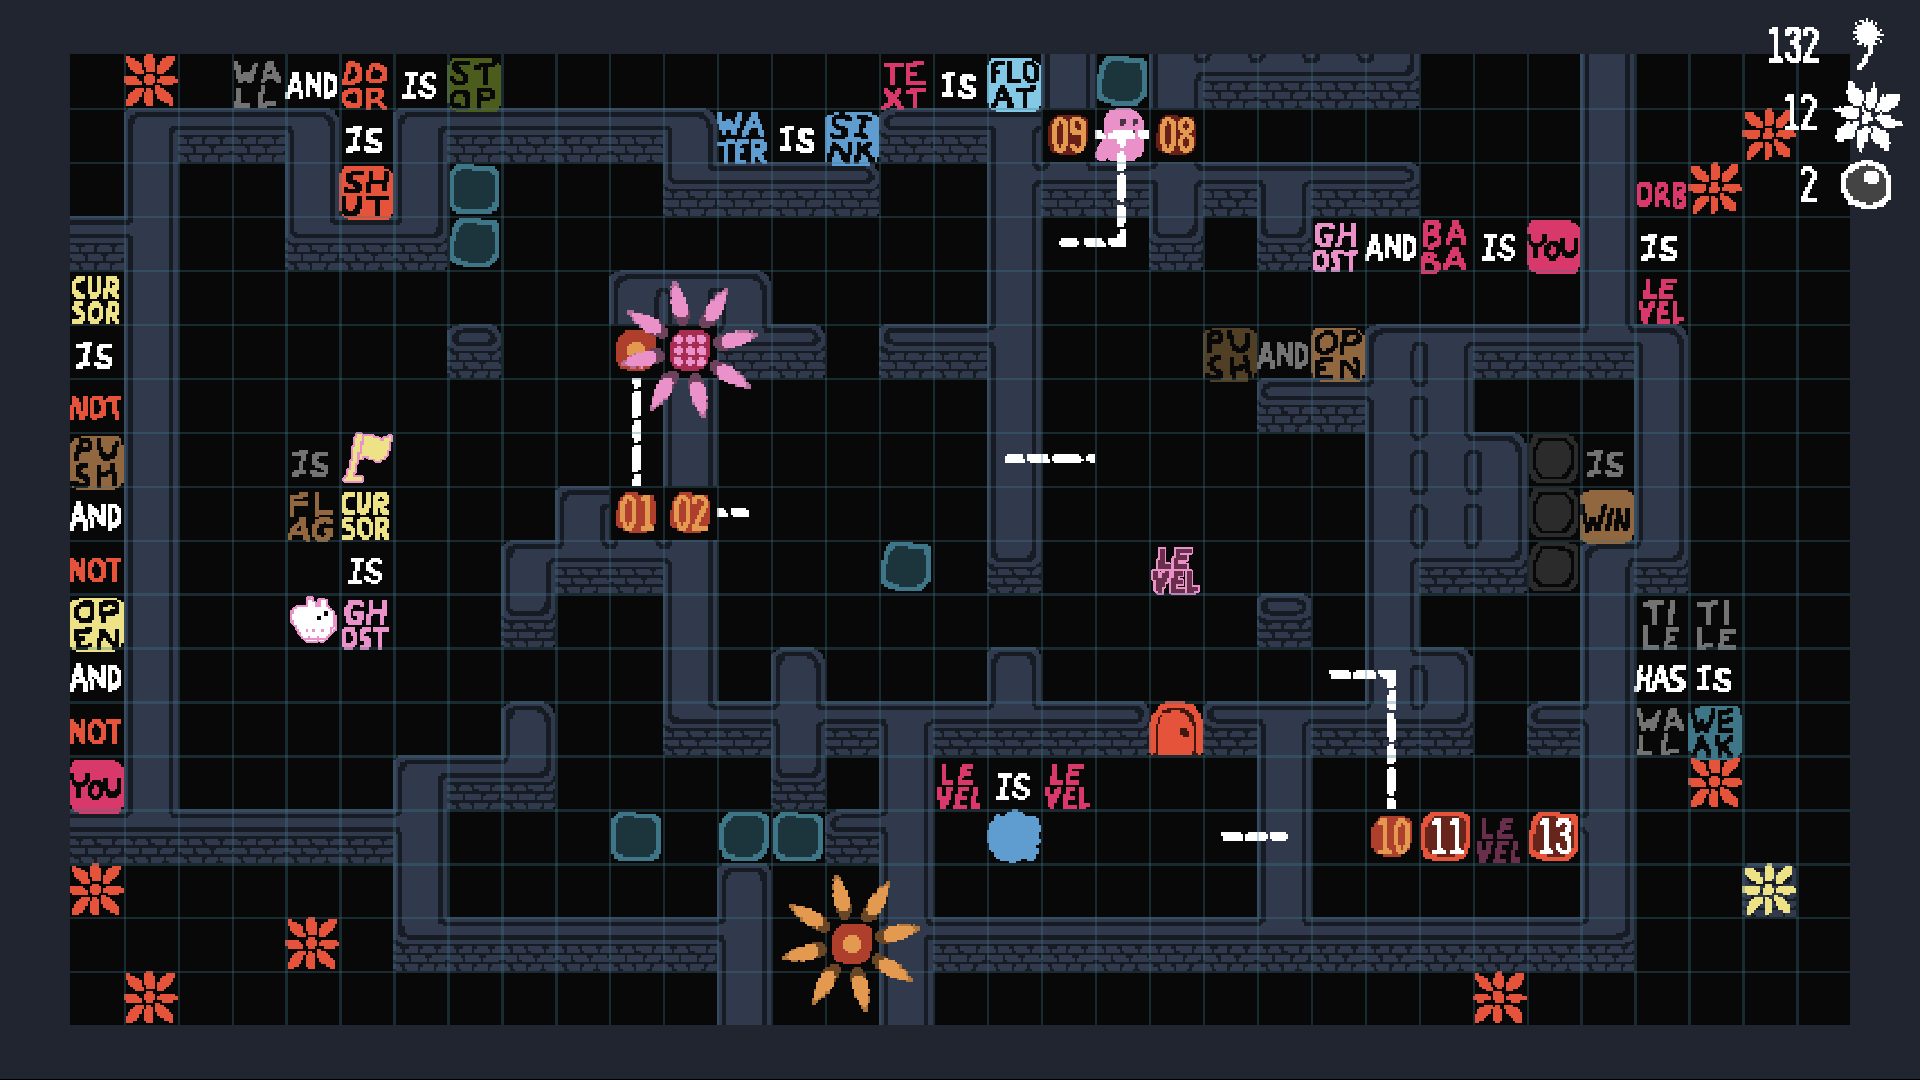 132
WALL AND DOOR IS STOP
TEXT IS FLOAT
12
IS
WATER IS SINK
09 08
SHUT
ORB
2
GHOST AND BABA IS YOU
IS
CURSOR
LEVEL
IS
PUSH AND OPEN
NOT
PUSH
IS
IS
AND
FLAG CURSOR
01 02
WIN
NOT
IS
LEVEL
OPEN
GHOST
TILE TILE
AND
HAS IS
NOT
WALL WEAK
YOU
LEVEL IS LEVEL
10 11 LEVEL 13